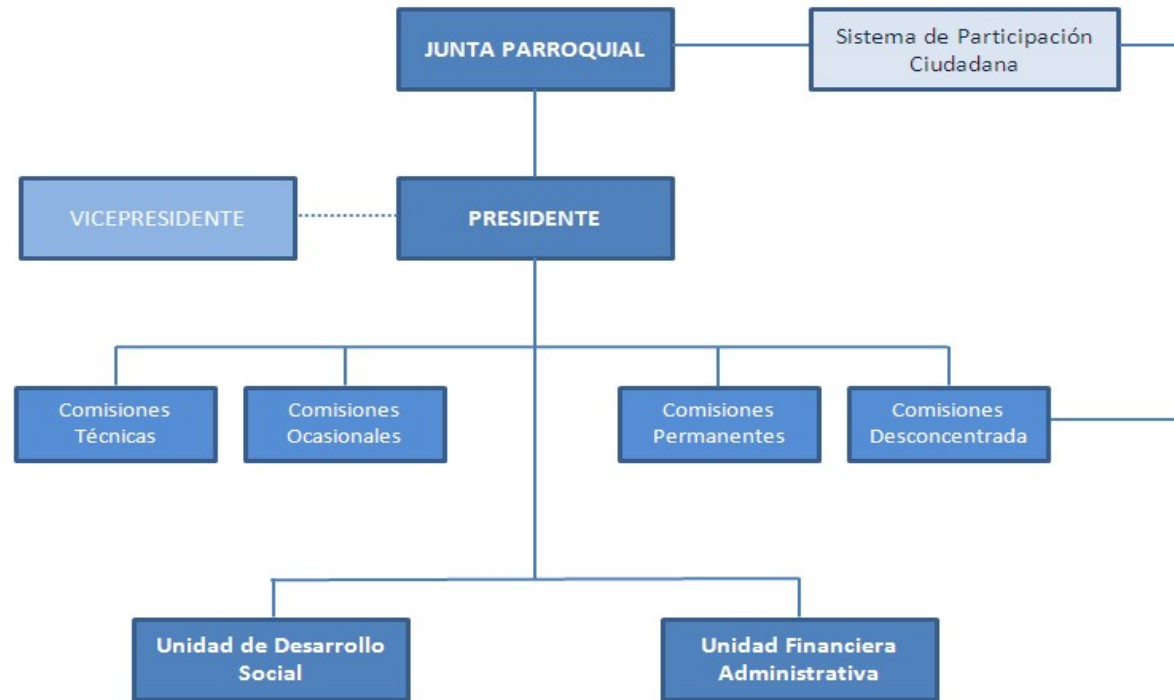 JUNTA PARROQUIAL
Sistema de Participación
Ciudadana
VICEPRESIDENTE
PRESIDENTE
Comisiones
Técnicas
Comisiones
Ocasionales
Comisiones
Permanentes
Comisiones
Desconcentrada
Unidad de Desarrollo
Social
Unidad Financiera
Administrativa